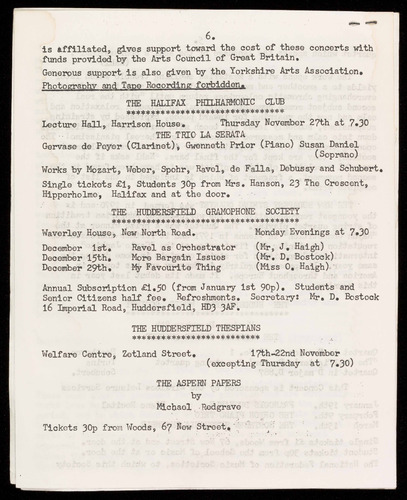 6.
is affiliated, gives support toward the cost of these concerts with
funds provided by the Arts Council of Great Britain.
Generous support is also given by the Yorkshire Arts Association.
Photography and Tape Recording forbidden.
THE HALIFAX PHILHARMONIC CLUB
*********************************
Lecture Hall, Harrison House. Thursday November 27th at 7.30
THE TRIO LA SERATA
Gervase de Peyer (Clarinet), Gwenneth Prior (Piano) Susan Daniel
(Soprano)
Works by Mozart, Weber, Spohr, Ravel, de Falla, Debussy and Schubert.
Single tickets £1, Students 30p from Mrs. Hanson, 23 The Crescent,
Hipperholme, Halifax and at the door.
THE HUDDERSFIELD GRAMOPHONE SOCIETY
*************************************
Waverley House, New North Road. Monday Evenings at 7.30
December 1st. Ravel as Orchestrator (Mr, J. Haigh)
December 15th. More Bargain Issues (Mr. D. Bostock)
December 29th. My Favourite Thing (Miss O. Haigh)
Annual Subscription £1.50 (from January 1st 90p). Students and
Senior Citizens half fee. Refreshments. Secretary: Mr. D. Bostock
16 Imperial Road, Huddersfield, HD3 3AF.
THE HUDDERSFIELD THESPIANS
****************************
Welfare Centre, Zetland Street. 17th-22nd November
(excepting Thursday at 7.30)
THE ASPERN PAPERS
by
Michael Redgrave
Tickets 30p from Woods, 67 New Street.